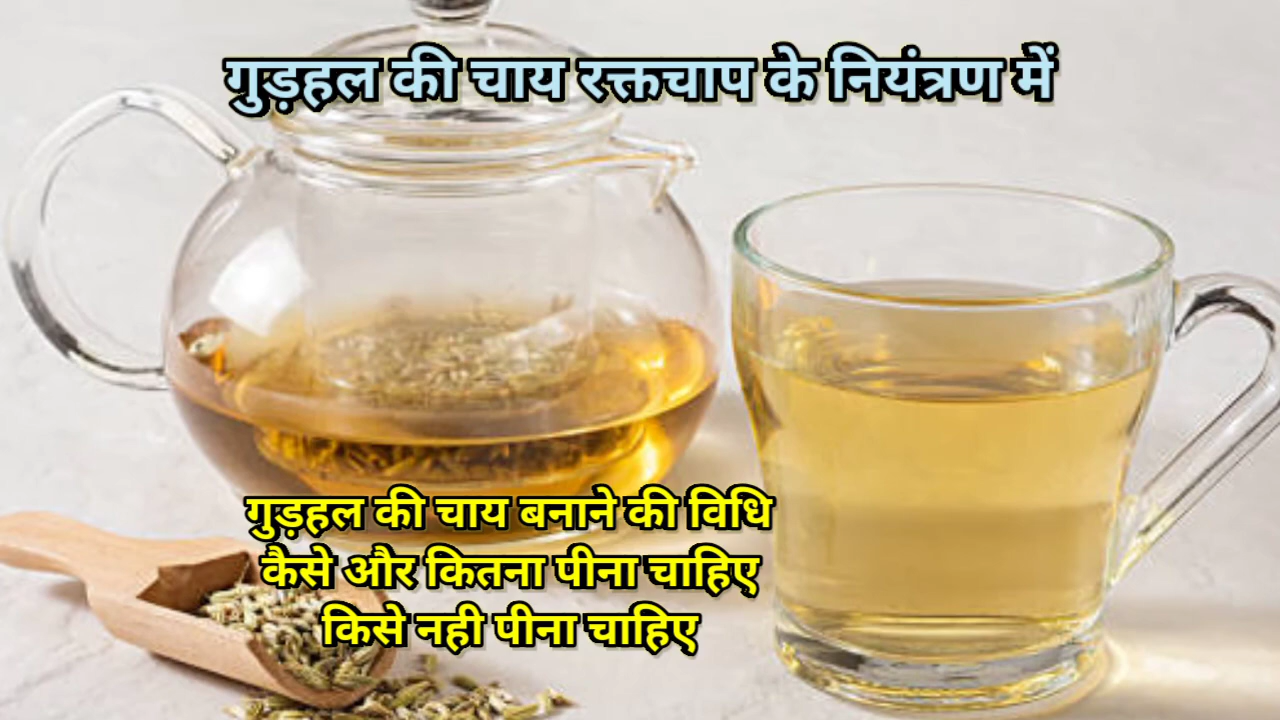 गुड़हल की चाय रक्तचाप के नियंत्रण में
गुड़हल की चाय बनाने की विधि
कैसे और कितना पीना चाहिए
किसे नही पीना चाहिए